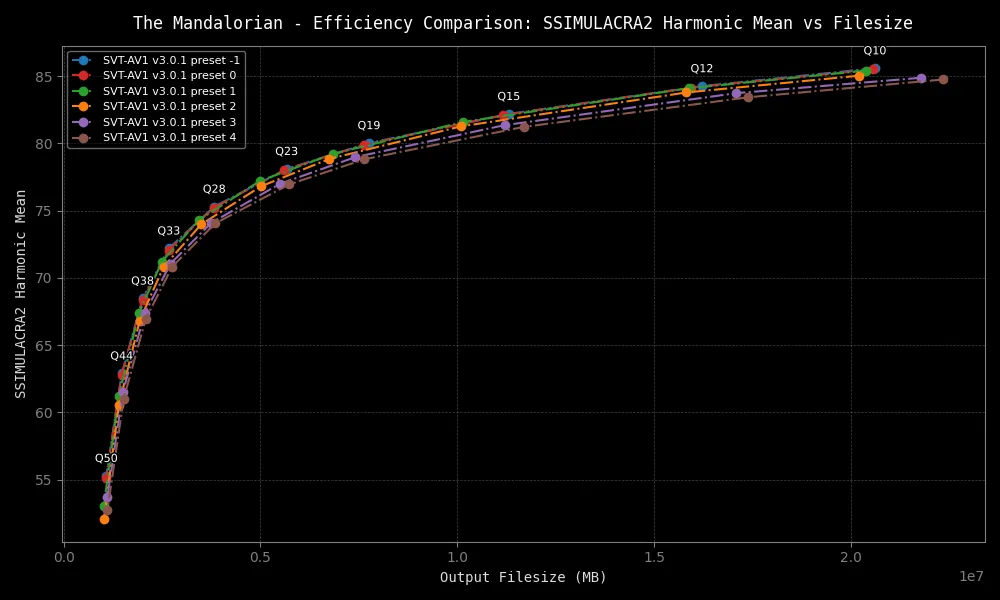 The Mandalorian - Efficiency Comparison: SSIMULACRA2 Harmonic Mean vs Filesize
SVT-AV1 v3.0.1 preset -1
SVT-AV1 v3.0.1 preset 0
SVT-AV1 v3.0.1 preset 1
SVT-AV1 v3.0.1 preset 2
SVT-AV1 v3.0.1 preset 3
SVT-AV1 v3.0.1 preset 4
Q10
Q12
Q15
Q19
Q23
Q28
Q33
Q38
Q44
Q50
SSIMULACRA2 Harmonic Mean
85
80
75
70
65
60
55
0.0
0.5
1.0
1.5
2.0
1e7
Output Filesize (MB)